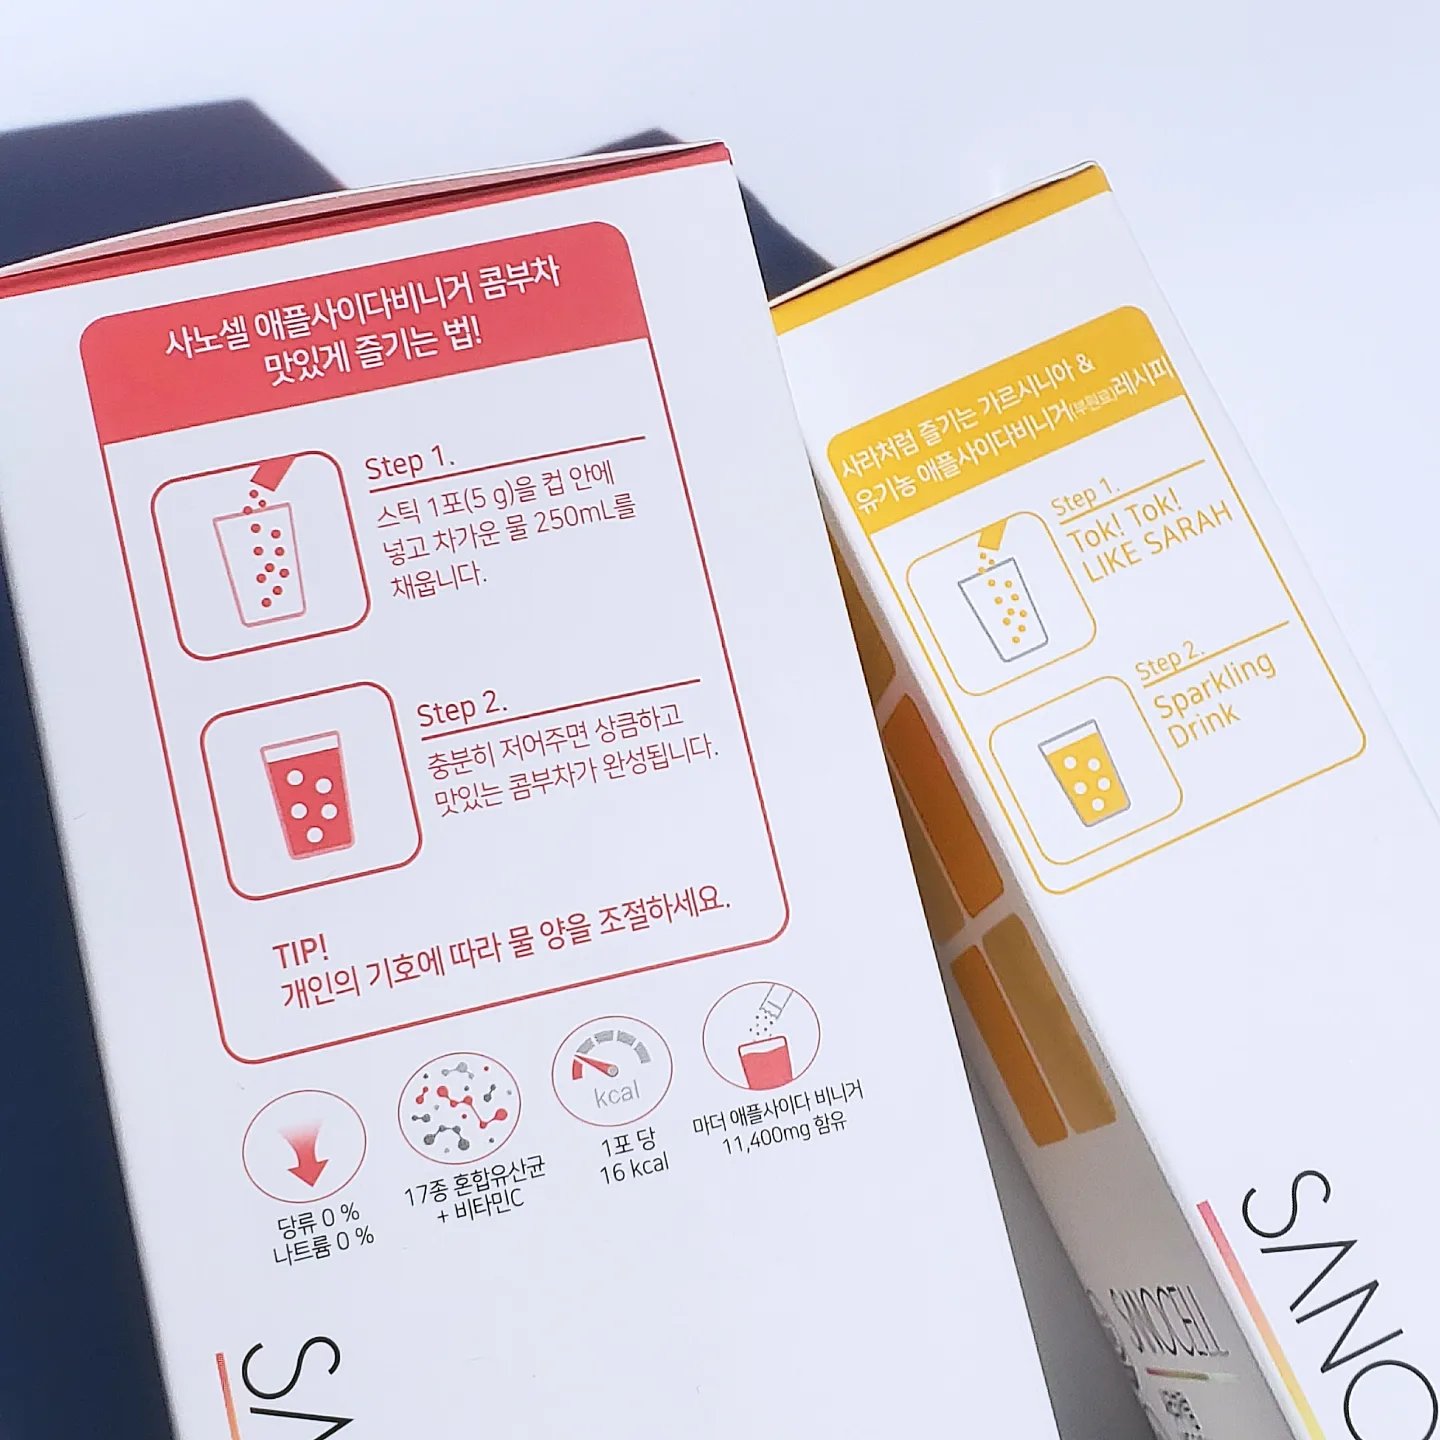 사노셀 애플사이다비니거 콤부차
맛있게 즐기는 법!
Step 1.
스틱 1포(5 g)을 컵 안에
넣고 차가운 물 250mL를
채웁니다.
Step 2.
충분히 저어주면 상큼하고
맛있는 콤부차가 완성됩니다.
TIP!
개인의 기호에 따라 물 양을 조절하세요.
당류 0 %
나트륨 0 %
17종 혼합유산균
+ 비타민C
kcal
1포 당
16 kcal
마더 애플사이다 비니거
11,400mg 함유
SA
사라처럼 즐기는 가르시니아 &
유기농 애플사이다비니거(부원료)레시피
Step 1.
Tok! Tok!
LIKE SARAH
Step 2.
Sparkling
Drink
SANO
SANOCELL